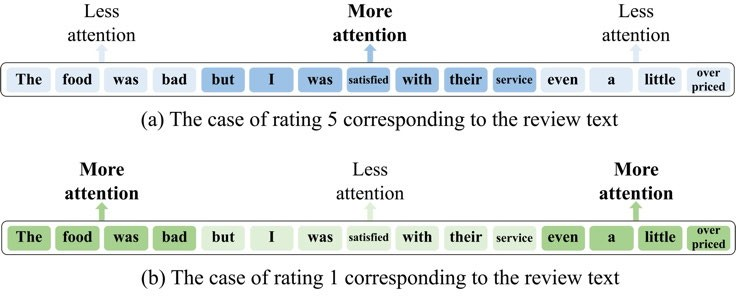 Less attention
More attention
Less attention
The food was bad but I was satisfied with their service even a little over priced
(a) The case of rating 5 corresponding to the review text
More attention
Less attention
More attention
The food was bad but I was satisfied with their service even a little over priced
(b) The case of rating 1 corresponding to the review text